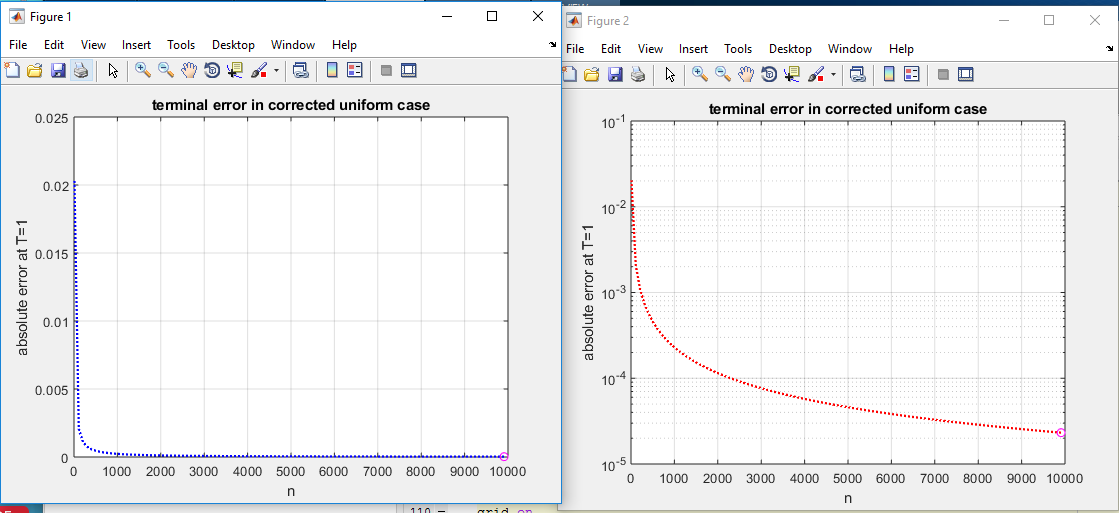 Figure 1
File Edit View Insert Tools Desktop Window Help
terminal error in corrected uniform case
0.025
0.02
0.015
0.01
0.005
0
absolute error at T=1
0 1000 2000 3000 4000 5000 6000 7000 8000 9000 10000
n
Figure 2
File Edit View Insert Tools Desktop Window Help
terminal error in corrected uniform case
10-1
10-2
10-3
10-4
10-5
absolute error at T=1
0 1000 2000 3000 4000 5000 6000 7000 8000 9000 10000
n
110 – grid on